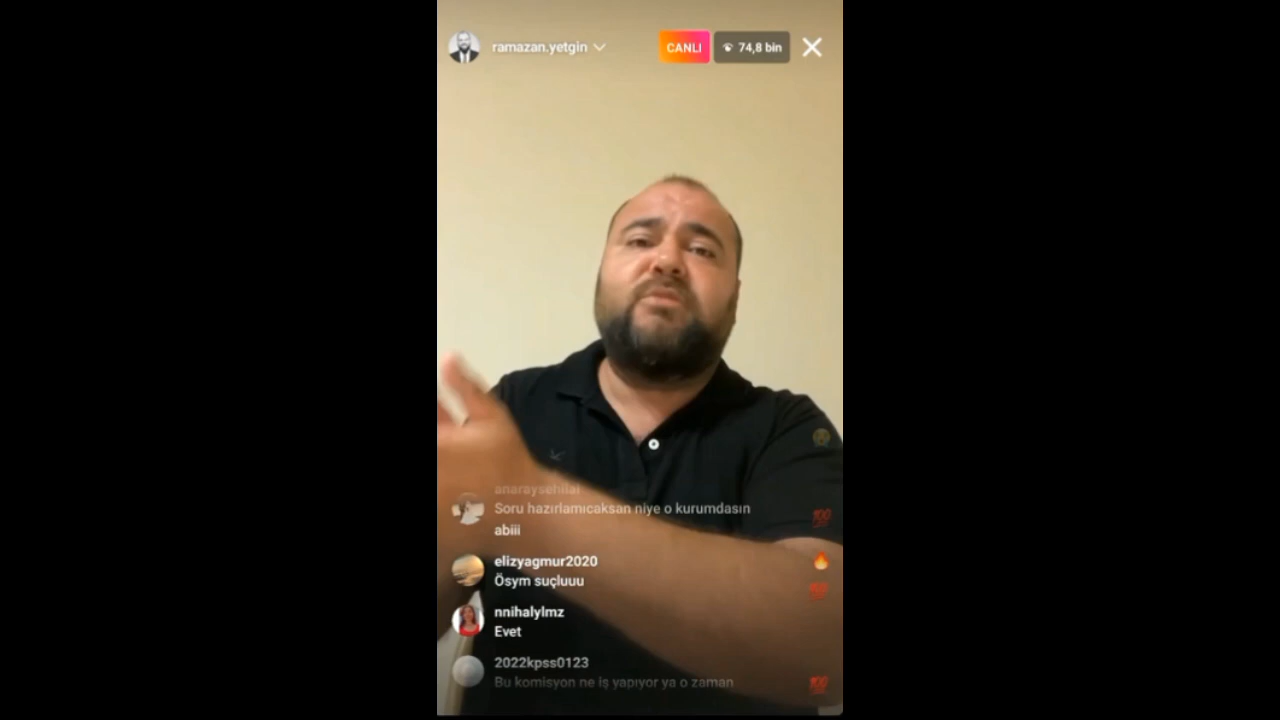 ramazan.yetgin
CANLI
74,8 bin
anaraysehilal
Soru hazırlamıcaksan niye o kurumdasın
abiii
elizyagmur2020
Ösym suçluuu
nnihalylmz
Evet
2022kpss0123
Bu komisyon ne iş yapıyor ya o zaman